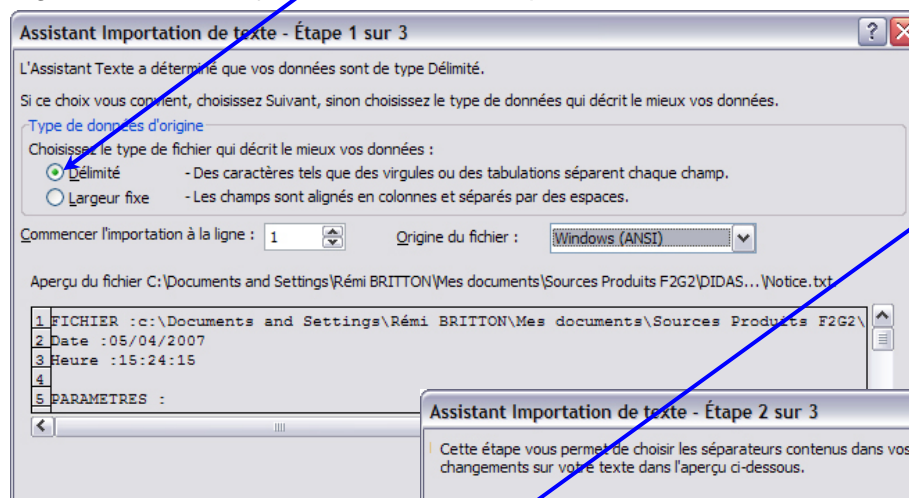 Assistant Importation de texte - Étape 1 sur 3
L'Assistant Texte a déterminé que vos données sont de type Délimité.
Si ce choix vous convient, choisissez Suivant, sinon choisissez le type de données qui décrit le mieux vos données.
Type de données d'origine
Choisissez le type de fichier qui décrit le mieux vos données :
Délimité - Des caractères tels que des virgules ou des tabulations séparent chaque champ.
Largeur fixe - Les champs sont alignés en colonnes et séparés par des espaces.
Commencer l'importation à la ligne : 1 Origine du fichier : Windows (ANSI)
Aperçu du fichier C:\Documents and Settings\Rémi BRITTON\Mes documents\Sources Produits F2G2\DIDAS...\Notice.txt.
1 FICHIER :c:\Documents and Settings\Rémi BRITTON\Mes documents\Sources Produits F2G2\
2 Date :05/04/2007
3 Heure :15:24:15
4
5 PARAMETRES :
Assistant Importation de texte - Étape 2 sur 3
Cette étape vous permet de choisir les séparateurs contenus dans vos
changements sur votre texte dans l'aperçu ci-dessous.